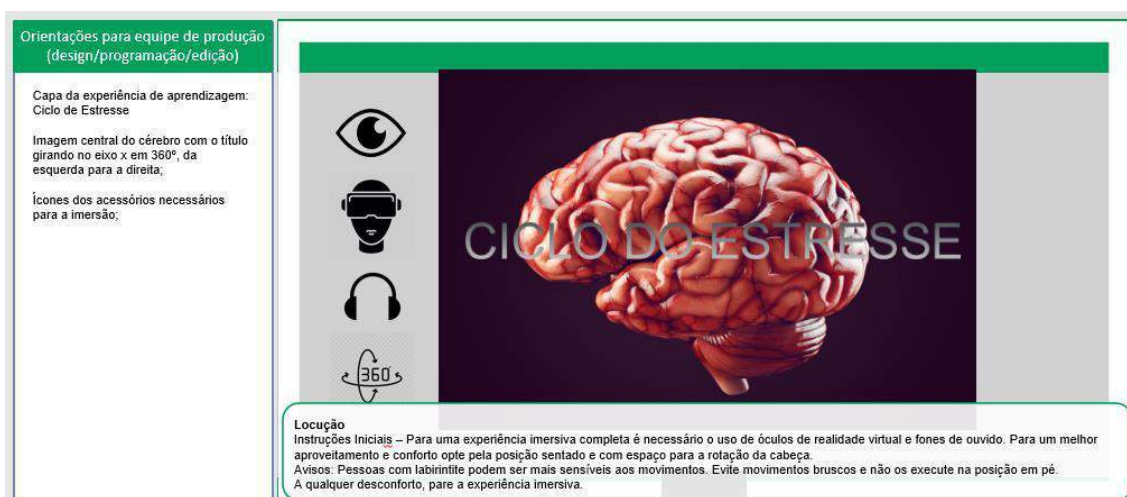 Orientações para equipe de produção
(design/programação/edição)
Capa da experiência de aprendizagem:
Ciclo de Estresse
Imagem central do cérebro com o título
girando no eixo x em 360º, da
esquerda para a direita;
Ícones dos acessórios necessários
para a imersão;
CICLO DO ESTRESSE
360°
Locução
Instruções Iniciais – Para uma experiência imersiva completa é necessário o uso de óculos de realidade virtual e fones de ouvido. Para um melhor
aproveitamento e conforto opte pela posição sentado e com espaço para a rotação da cabeça.
Avisos: Pessoas com labirintite podem ser mais sensíveis aos movimentos. Evite movimentos bruscos e não os execute na posição em pé.
A qualquer desconforto, pare a experiência imersiva.